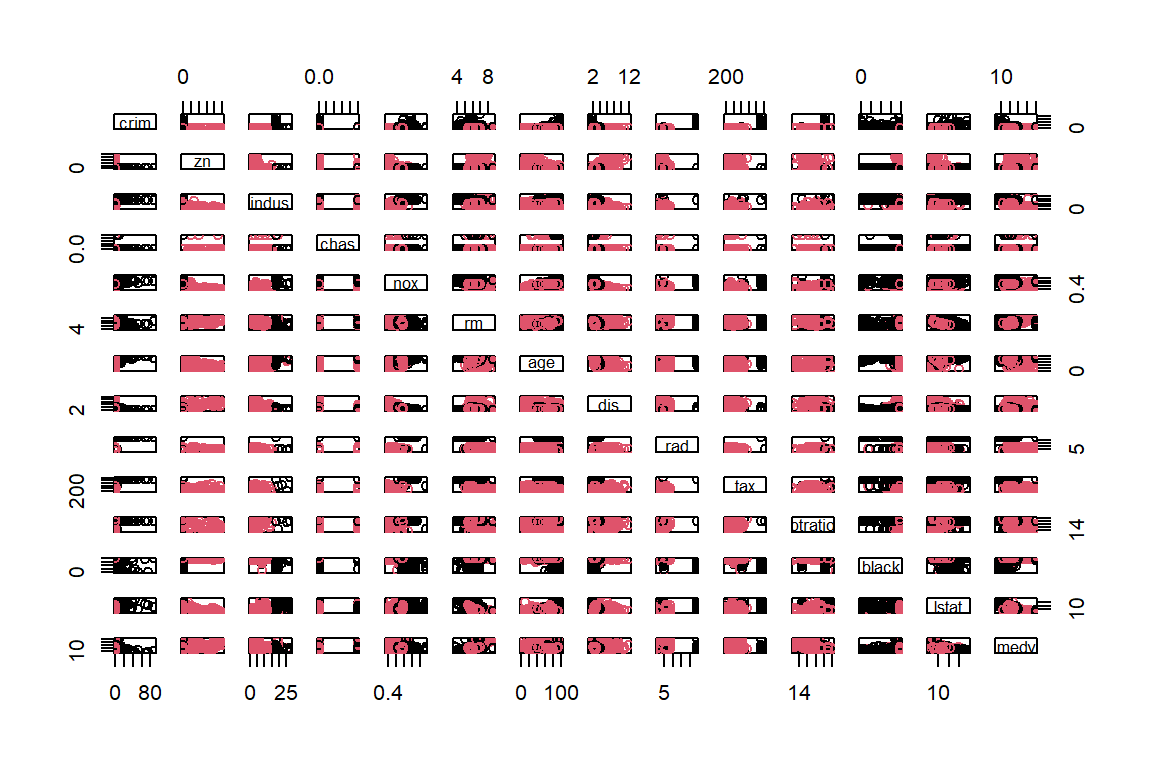 0 0.0 4 8 2 12 200 0 10
crim 0
0 zn
indus 0
0.0 chas
nox 0.4
4 rm
age 0
2 dis
rad 5
200 tax
ptratio 14
0 black
lstat 10
10 medv
0 80 0 25 0.4 0 100 5 14 10